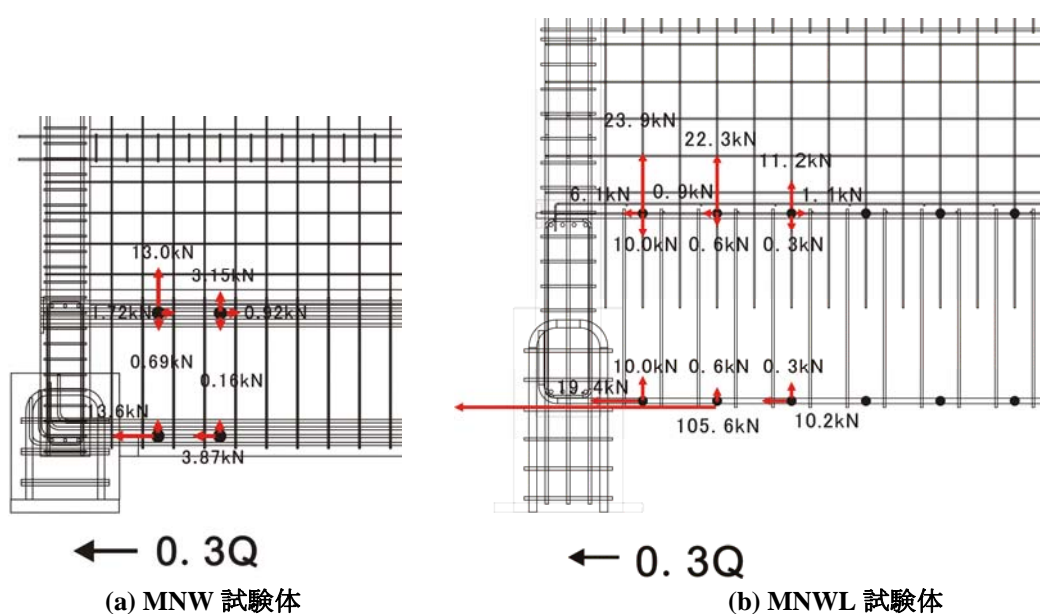 13.0kN
3.15kN
1.72kN
0.92kN
0.69kN
0.16kN
13.6kN
3.87kN
0.3Q
(a) MNW 試験体
23.9kN
22.3kN
11.2kN
6.1kN 0.9kN 1.1kN
10.0kN 0.6kN 0.3kN
10.0kN 0.6kN 0.3kN
19.4kN
105.6kN 10.2kN
0.3Q
(b) MNWL 試験体